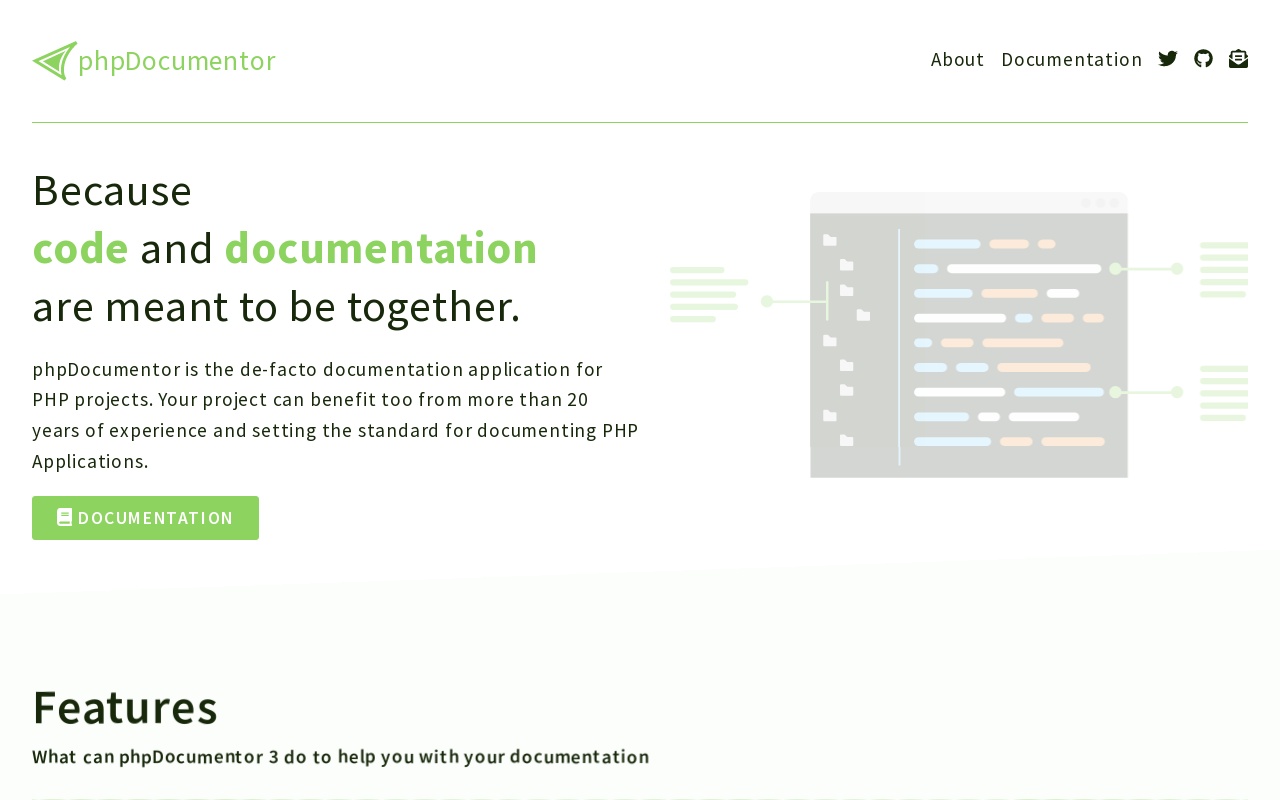 phpDocumentor
About Documentation
Because
code and documentation
are meant to be together.
phpDocumentor is the de-facto documentation application for
PHP projects. Your project can benefit too from more than 20
years of experience and setting the standard for documenting PHP
Applications.
DOCUMENTATION
Features
What can phpDocumentor 3 do to help you with your documentation